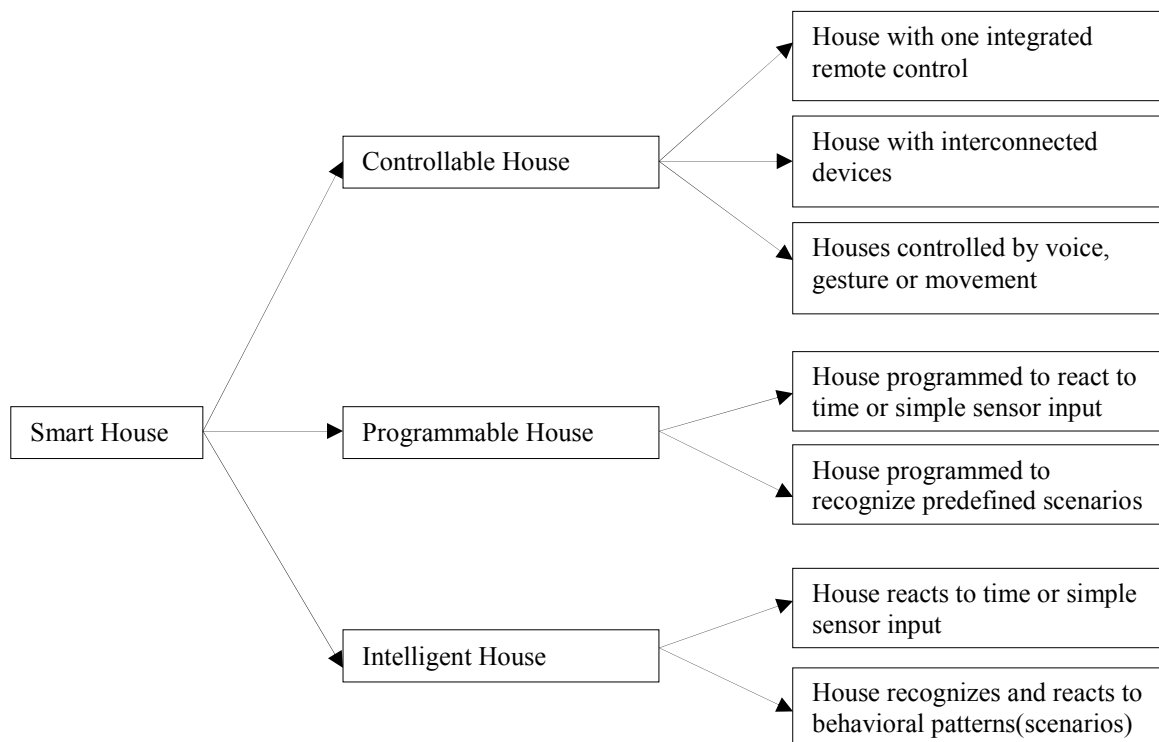 House with one integrated
remote control
Controllable House
House with interconnected
devices
Houses controlled by voice,
gesture or movement
Smart House
Programmable House
House programmed to react to
time or simple sensor input
House programmed to
recognize predefined scenarios
Intelligent House
House reacts to time or simple
sensor input
House recognizes and reacts to
behavioral patterns(scenarios)